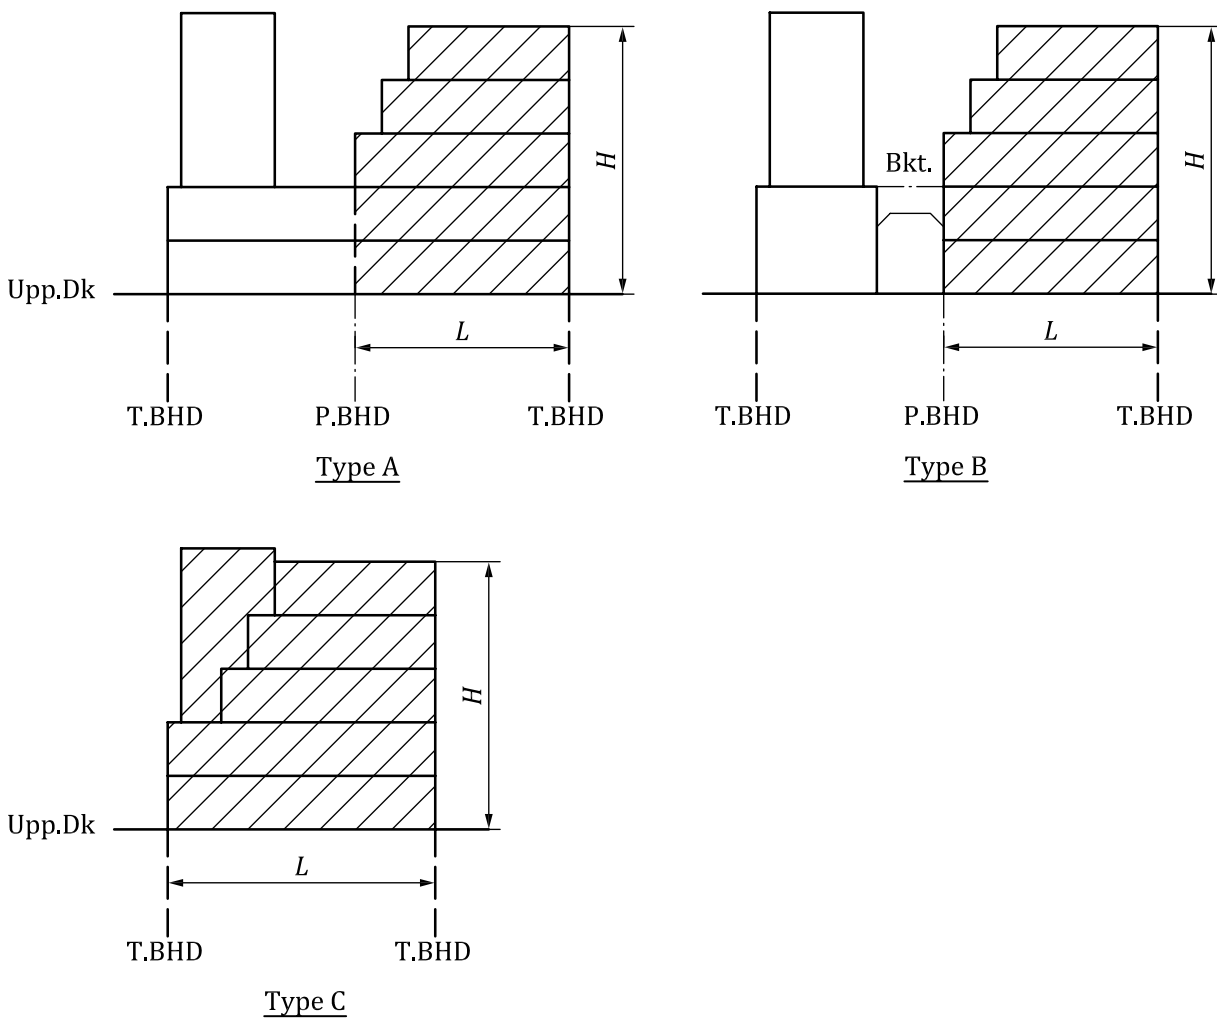 Bkt.
H
H
Upp.Dk
L
L
T.BHD P.BHD T.BHD
T.BHD P.BHD T.BHD
Type A
Type B
H
Upp.Dk
L
T.BHD T.BHD
Type C